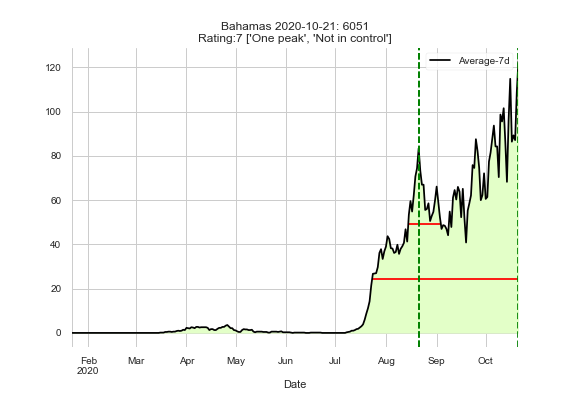 Bahamas 2020-10-21: 6051
Rating:7 ['One peak', 'Not in control']
Average-7d
120
100
80
60
40
20
0
Feb Mar Apr May Jun Jul Aug Sep Oct
2020
Date